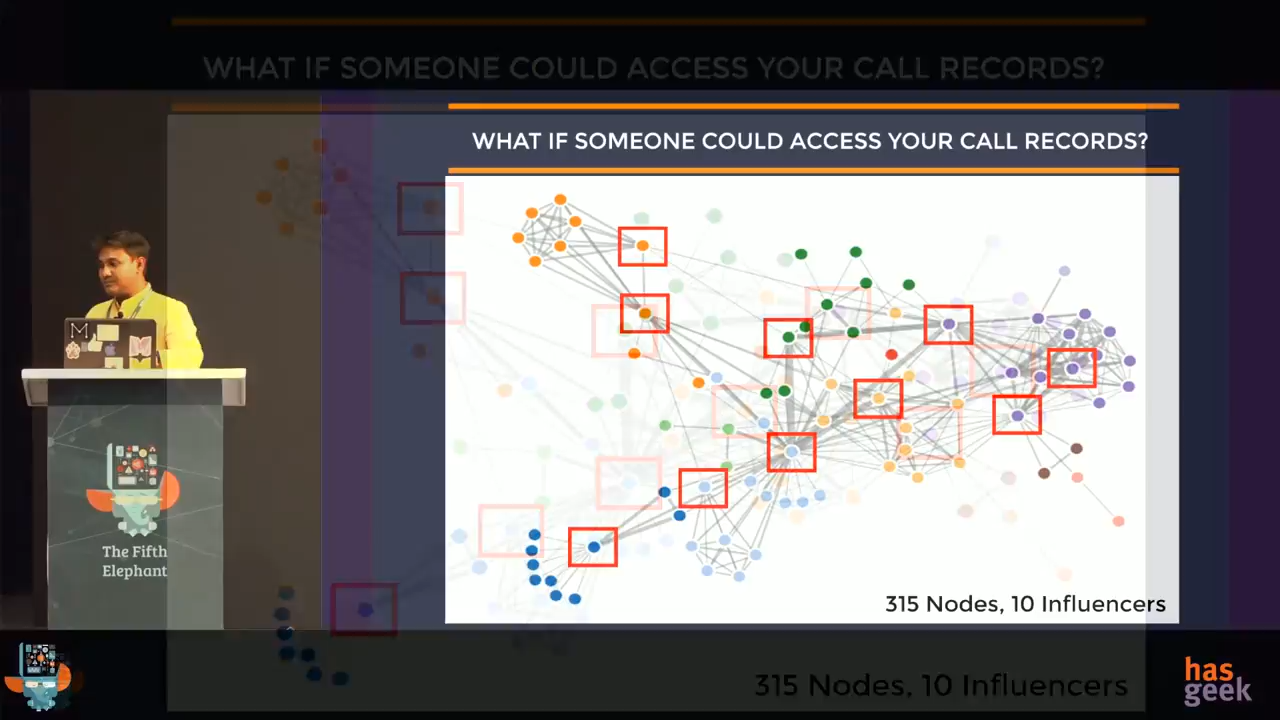 WHAT IF SOMEONE COULD ACCESS YOUR CALL RECORDS?
WHAT IF SOMEONE COULD ACCESS YOUR CALL RECORDS?
M
The Fifth
Elephant
315 Nodes, 10 Influencers
315 Nodes, 10 Influencers
has
geek